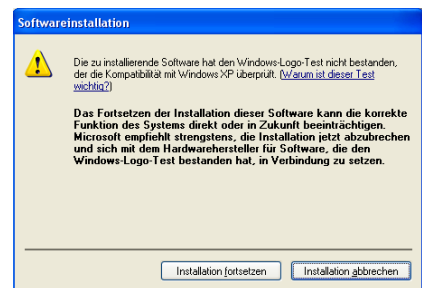 Softwareinstallation
Die zu installierende Software hat den Windows-Logo-Test nicht bestanden,
der die Kompatibilität mit Windows XP überprüft. (Warum ist dieser Test
wichtig?)
Das Fortsetzen der Installation dieser Software kann die korrekte
Funktion des Systems direkt oder in Zukunft beeinträchtigen.
Microsoft empfiehlt strengstens, die Installation jetzt abzubrechen
und sich mit dem Hardwarehersteller für Software, die den
Windows-Logo-Test bestanden hat, in Verbindung zu setzen.
Installation fortsetzen
Installation abbrechen